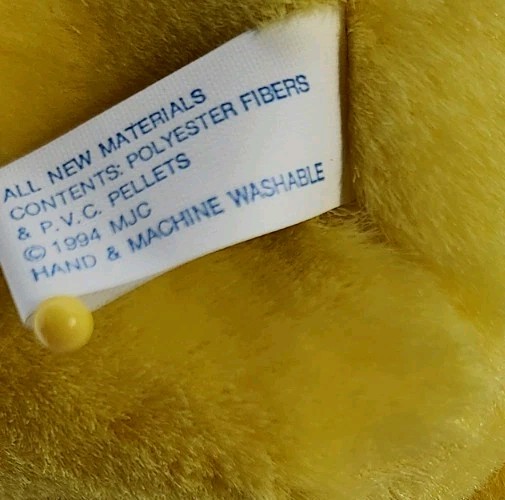 ALL NEW MATERIALS
CONTENTS: POLYESTER FIBERS
& P.V.C. PELLETS
© 1994 MJC
HAND & MACHINE WASHABLE